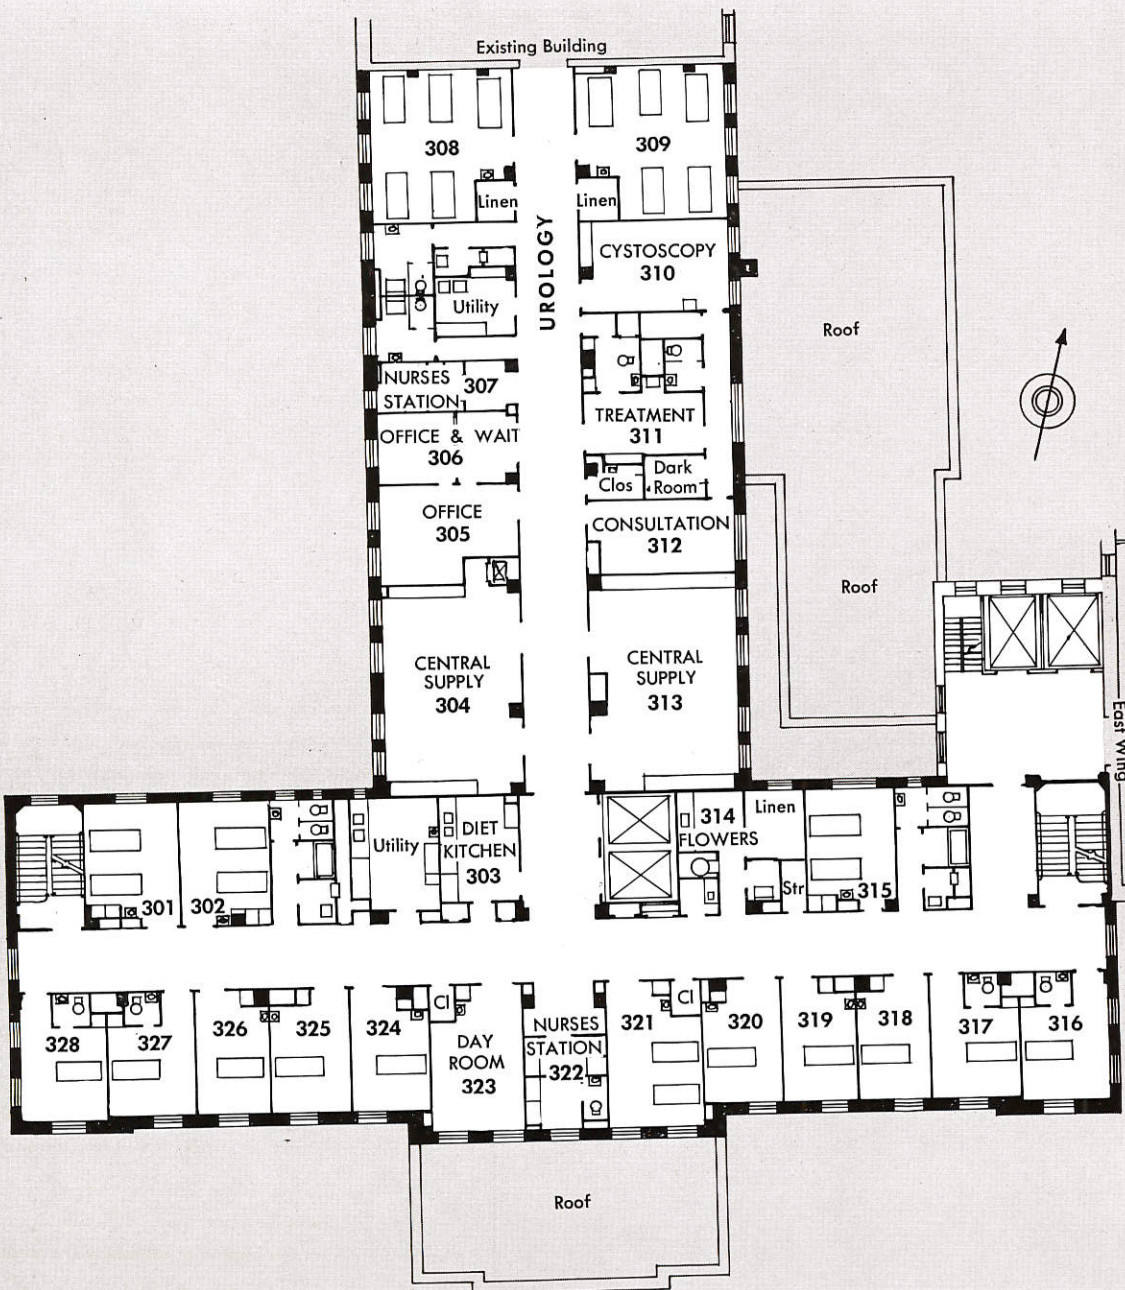 Existing Building
308
309
Linen
Linen
UROLOGY
CYSTOSCOPY
310
Utility
Roof
NURSES
STATION
307
OFFICE & WAIT
306
TREATMENT
311
Clos
Dark
Room
OFFICE
305
CONSULTATION
312
Roof
CENTRAL
SUPPLY
304
CENTRAL
SUPPLY
313
East Wing
301
302
Utility
DIET
KITCHEN
303
314
FLOWERS
Linen
Str
315
328
327
326
325
324
Cl
DAY
ROOM
323
NURSES
STATION
322
321
Cl
320
319
318
317
316
Roof